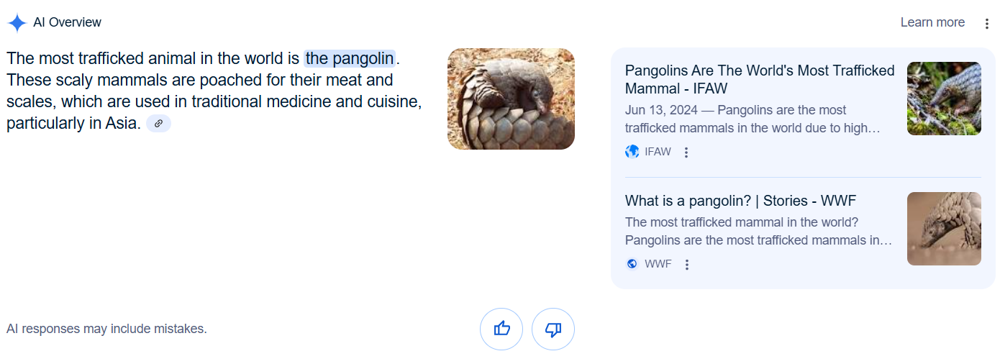 AI Overview
Learn more
The most trafficked animal in the world is the pangolin.
These scaly mammals are poached for their meat and
scales, which are used in traditional medicine and cuisine,
particularly in Asia.
Pangolins Are The World's Most Trafficked
Mammal - IFAW
Jun 13, 2024 — Pangolins are the most
trafficked mammals in the world due to high…
IFAW
What is a pangolin? | Stories - WWF
The most trafficked mammal in the world?
Pangolins are the most trafficked mammals in…
WWF
AI responses may include mistakes.